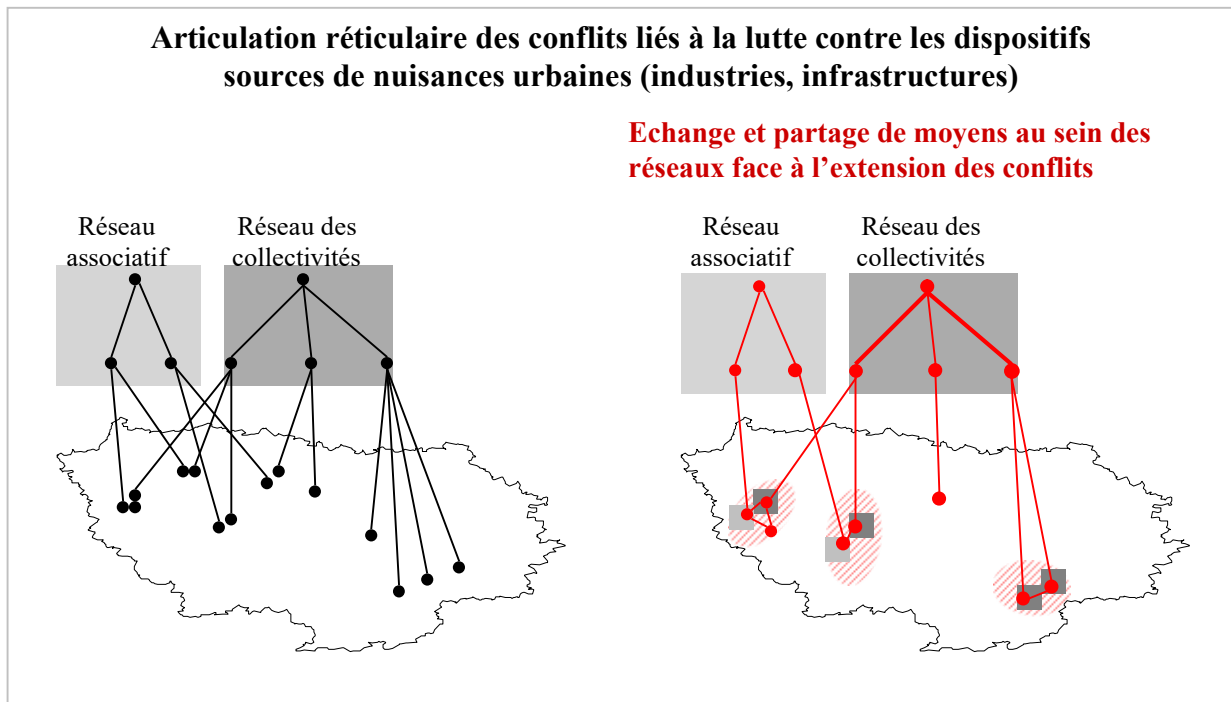 Articulation réticulaire des conflits liés à la lutte contre les dispositifs
sources de nuisances urbaines (industries, infrastructures)
Echange et partage de moyens au sein des
réseaux face à l’extension des conflits
Réseau
associatif
Réseau des
collectivités
Réseau
associatif
Réseau des
collectivités